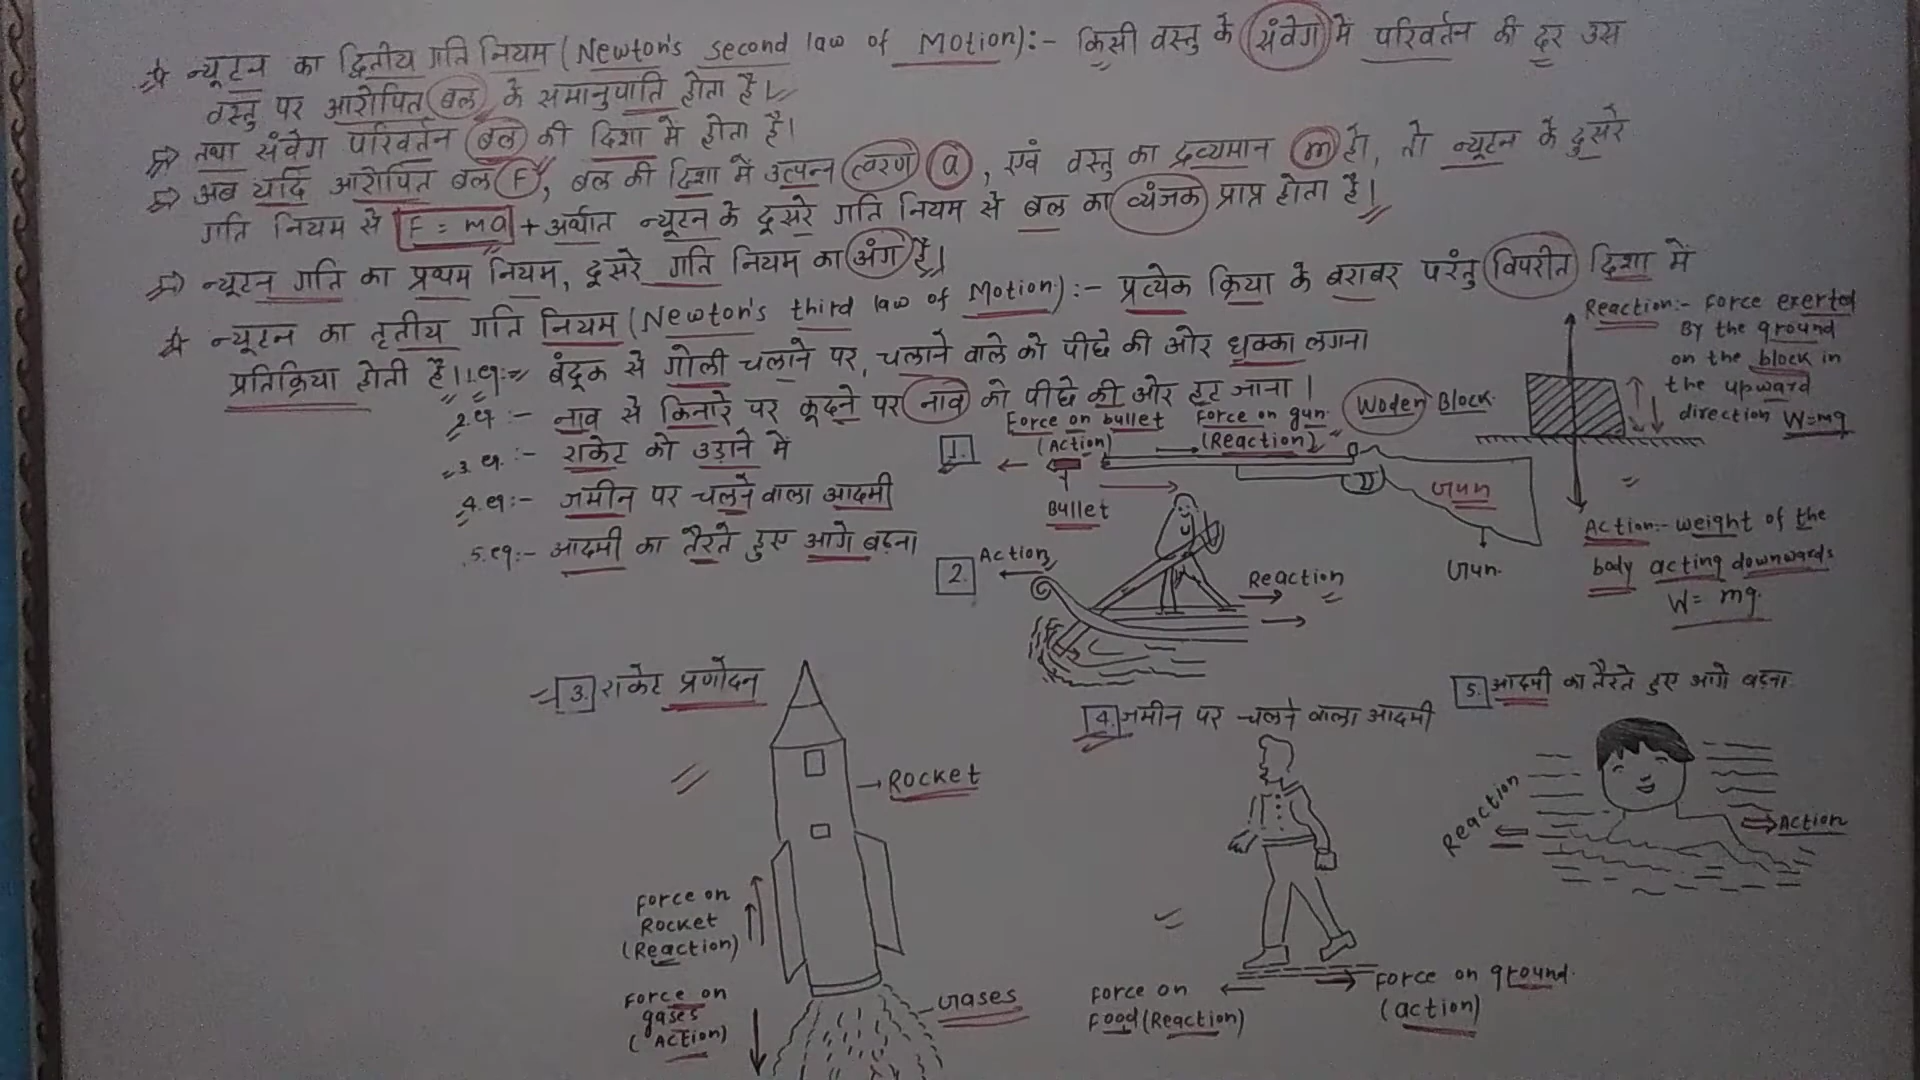 न्यूटन का द्वितीय गति नियम (Newton's second law of Motion):- किसी वस्तु के संवेग मे परिवर्तन की दर उस
वस्तु पर आरोपित बल के समानुपाति होता है।
तथा संवेग परिवर्तन बल की दिशा मे होता है।
अब यदि आरोपित बल F, बल की दिशा में उत्पन्न त्वरण a, एवं वस्तु का द्रव्यमान m हो, तो न्यूटन के दुसरे
गति नियम से F = ma + अर्थात न्यूटन के दूसरे गति नियम से बल का व्यंजक प्राप्त होता है।
न्यूटन गति का प्रथम नियम, दूसरे गति नियम का अंग है।
न्यूटन का तृतीय गति नियम (Newton's third law of Motion):- प्रत्येक क्रिया के बराबर परंतु विपरीत दिशा में
प्रतिक्रिया होती है। 1.eg:- बंदूक से गोली चलाने पर, चलाने वाले को पीछे की ओर धक्का लगना
2.eg:- नाव से किनारे पर कूदने पर नाव को पीछे की ओर हट जाना।
3.eg:- राकेट को उड़ाने मे
4.eg:- जमीन पर चलने वाला आदमी
5.eg:- आदमी का तैरते हुए आगे बढ़ना
Reaction:- Force exerted
By the ground
on the block in
the upward
direction W=mg
Woden Block.
1.
Force on bullet
(Action)
Force on gun.
(Reaction)
Bullet
Gun
Gun.
Action:- weight of the
body acting downwards
W = mg.
2.
Action
Reaction
3. राकेट प्रणोदन
Rocket
Force on
Rocket
(Reaction)
Force on
gases
(Action)
Gases
4. जमीन पर चलने वाला आदमी
Force on
Food (Reaction)
Force on ground.
(action)
5. आदमी का तैरते हुए आगे बढ़ना
Reaction
Action